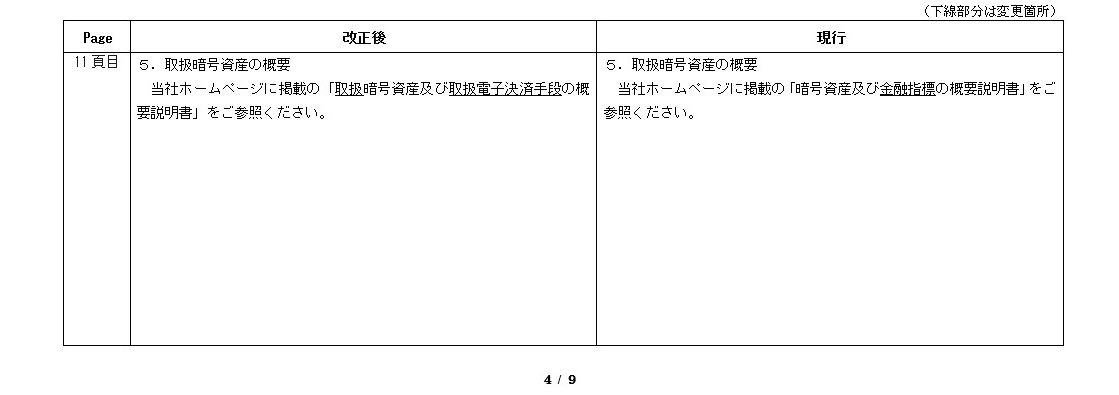 （下線部分は変更箇所）
Page 改正後 現行
11 頁目
５．取扱暗号資産の概要
当社ホームページに掲載の「取扱暗号資産及び取扱電子決済手段の概
要説明書」をご参照ください。
５．取扱暗号資産の概要
当社ホームページに掲載の「暗号資産及び金融指標の概要説明書」をご
参照ください。
4 / 9